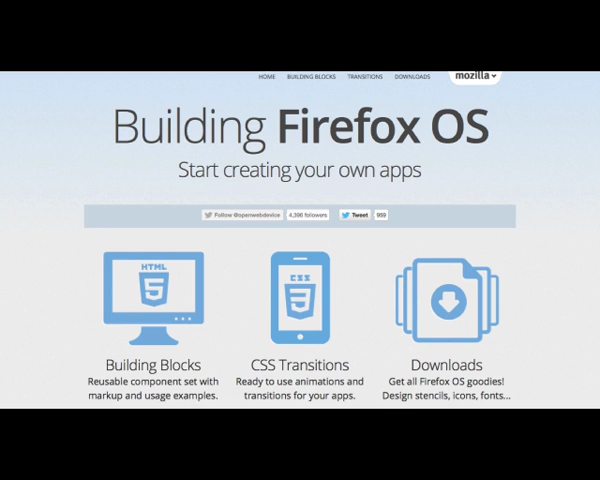 HOME BUILDING BLOCKS TRANSITIONS DOWNLOADS mozilla
Building Firefox OS
Start creating your own apps
Follow @openwebdevice 4,396 followers Tweet 959
HTML 5 CSS 3
Building Blocks CSS Transitions Downloads
Reusable component set with Ready to use animations and Get all Firefox OS goodies!
markup and usage examples. transitions for your apps. Design stencils, icons, fonts...